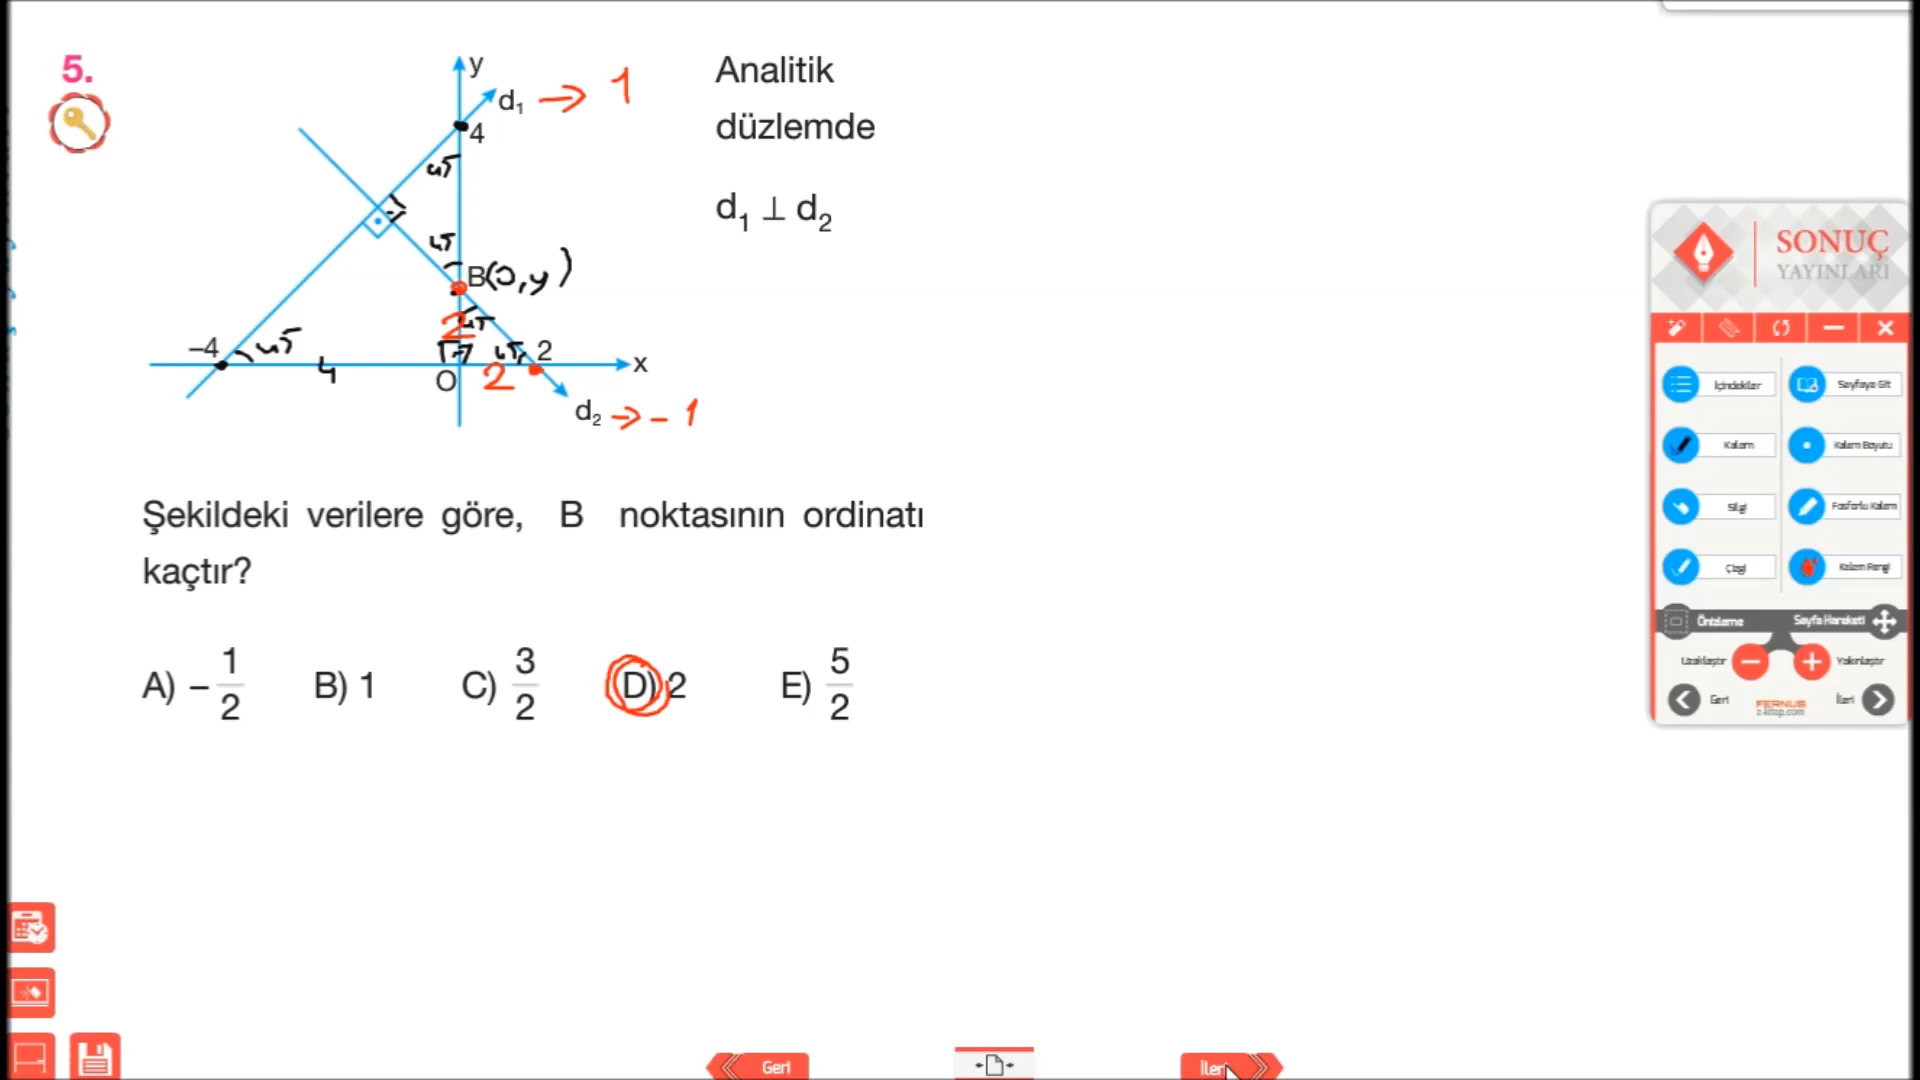 5.
y
d₁ → 1
4
45
45
B(0,y)
2
45
−4
45
4
45
2
x
O
2
d₂ → - 1
Analitik
düzlemde
d₁ ⊥ d₂
Şekildeki verilere göre, B noktasının ordinatı
kaçtır?
A) − 1/2 B) 1 C) 3/2 D) 2 E) 5/2
SONUÇ
YAYINLARI
İçindekiler Sayfaya Git
Kalem Kalem Boyutu
Silgi Fosforlu Kalem
Çizgi Kalem Rengi
Önizleme Sayfa Hareketi
Uzaklaştır Yakınlaştır
Geri FERNUS İleri
z-kitap.com
Geri
İleri